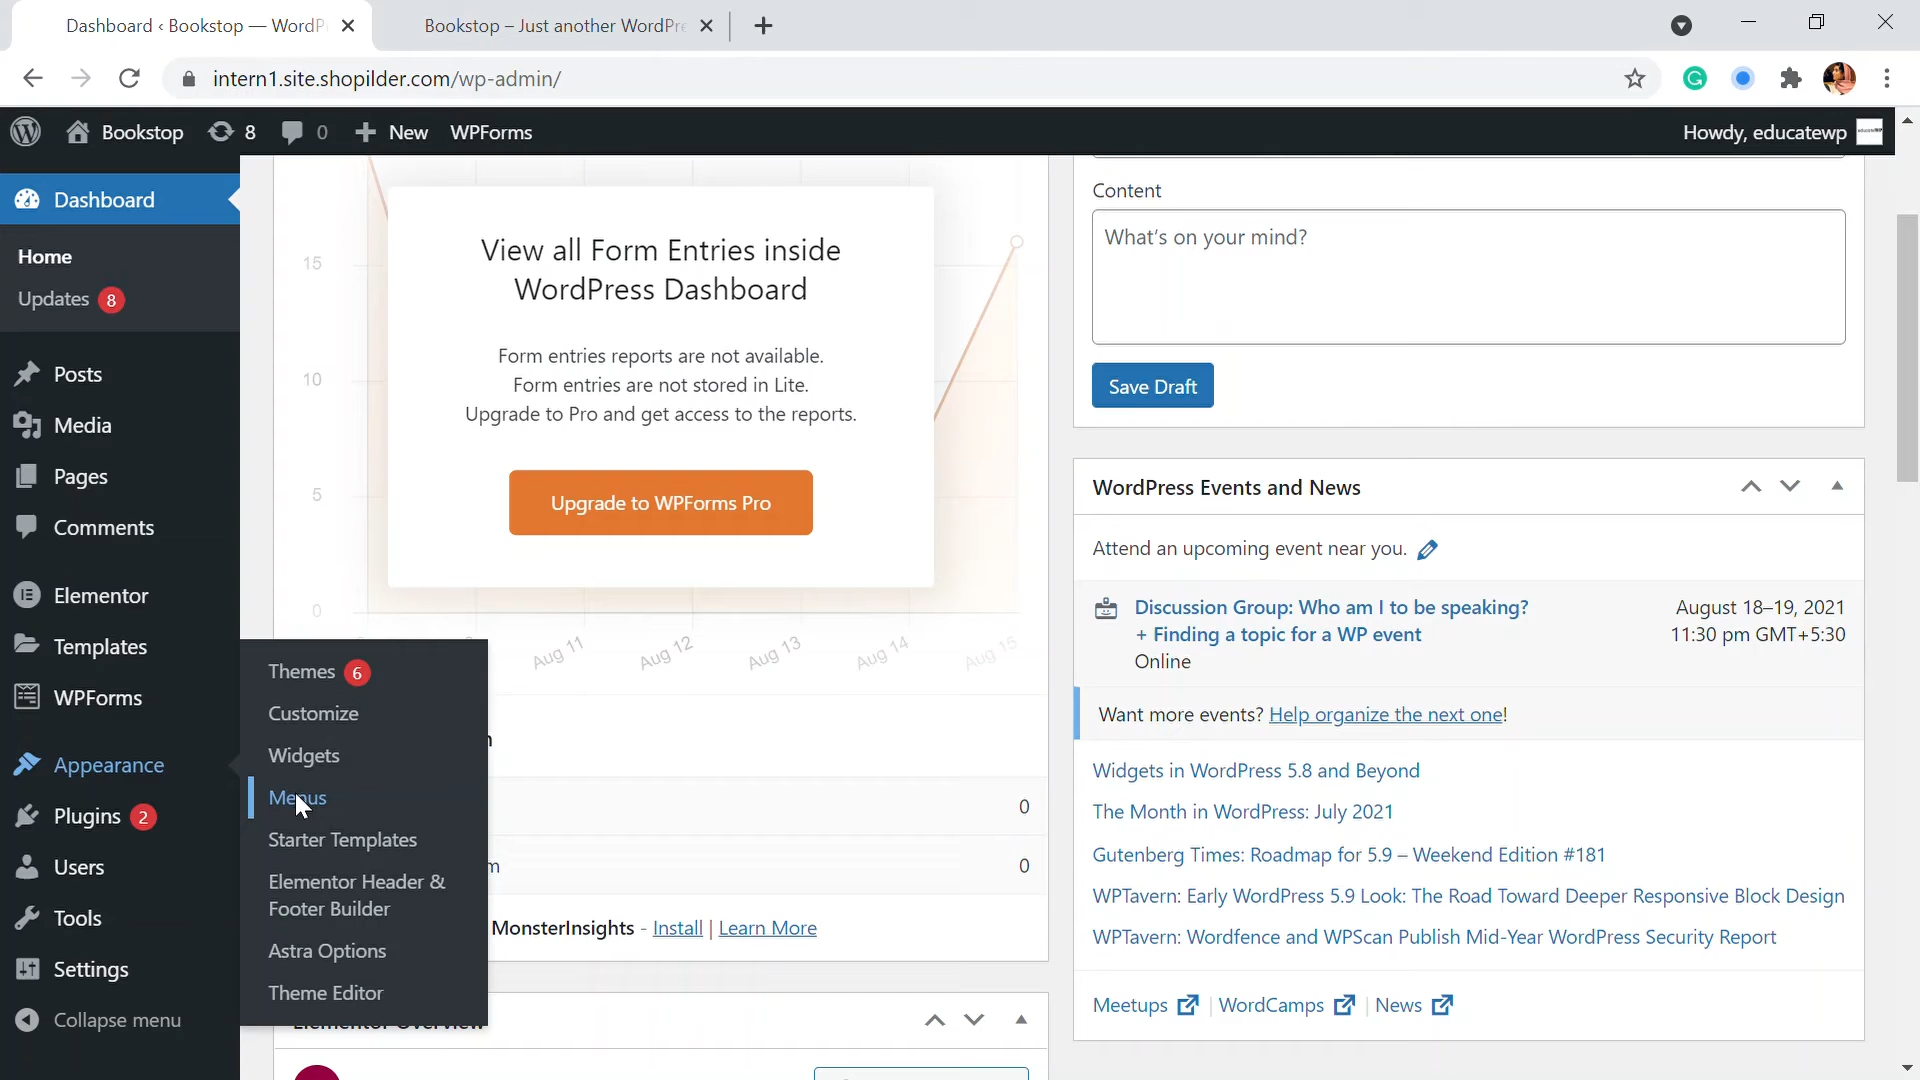 Dashboard ‹ Bookstop — WordP
Bookstop – Just another WordPre
intern1.site.shopilder.com/wp-admin/
Bookstop
8
0
New
WPForms
Howdy, educatewp
Dashboard
Home
Updates 8
Posts
Media
Pages
Comments
Elementor
Templates
WPForms
Appearance
Plugins 2
Users
Tools
Settings
Collapse menu
Themes 6
Customize
Widgets
Menus
Starter Templates
Elementor Header &
Footer Builder
Astra Options
Theme Editor
15
10
5
0
View all Form Entries inside
WordPress Dashboard
Form entries reports are not available.
Form entries are not stored in Lite.
Upgrade to Pro and get access to the reports.
Upgrade to WPForms Pro
Aug 11
Aug 12
Aug 13
Aug 14
Aug 15
0
0
MonsterInsights - Install | Learn More
Elementor Overview
Content
What's on your mind?
Save Draft
WordPress Events and News
Attend an upcoming event near you.
Discussion Group: Who am I to be speaking?
+ Finding a topic for a WP event
Online
August 18–19, 2021
11:30 pm GMT+5:30
Want more events? Help organize the next one!
Widgets in WordPress 5.8 and Beyond
The Month in WordPress: July 2021
Gutenberg Times: Roadmap for 5.9 – Weekend Edition #181
WPTavern: Early WordPress 5.9 Look: The Road Toward Deeper Responsive Block Design
WPTavern: Wordfence and WPScan Publish Mid-Year WordPress Security Report
Meetups | WordCamps | News